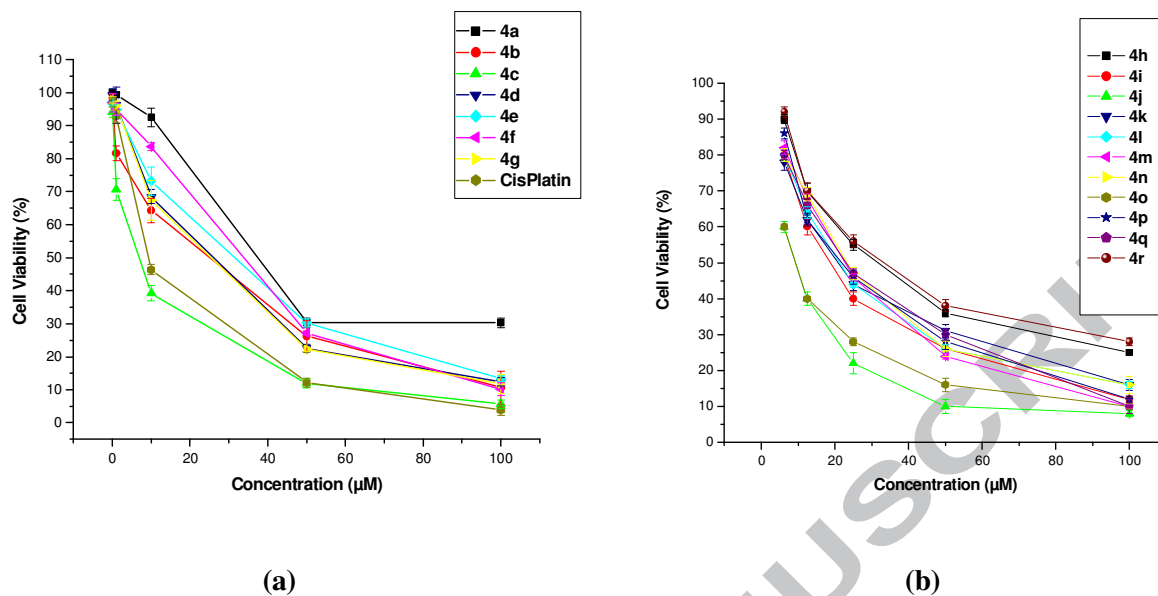 4a
4b
4c
4d
4e
4f
4g
CisPlatin
110
100
90
80
70
60
50
40
30
20
10
0
Cell Viability (%)
0 20 40 60 80 100
Concentration (µM)
(a)
4h
4i
4j
4k
4l
4m
4n
4o
4p
4q
4r
100
90
80
70
60
50
40
30
20
10
0
Cell Viability (%)
0 20 40 60 80 100
Concentration (µM)
(b)
USCRI